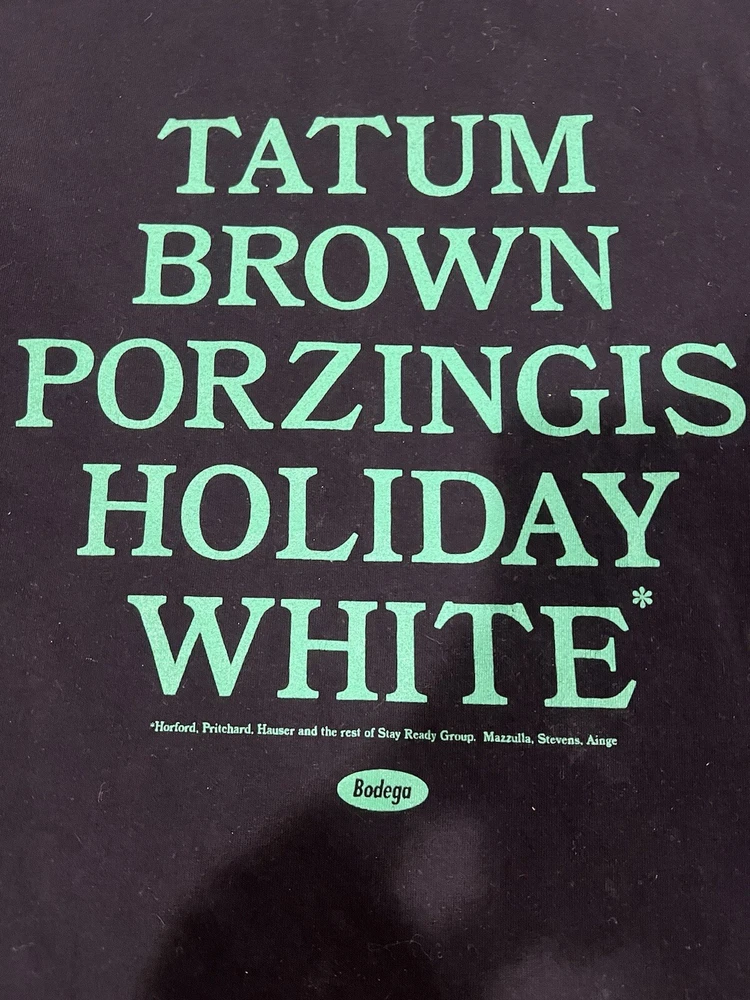 TATUM
BROWN
PORZINGIS
HOLIDAY
WHITE*
*Horford, Pritchard. Hauser and the rest of Stay Ready Group. Mazzulla, Stevens. Ainge
Bodega